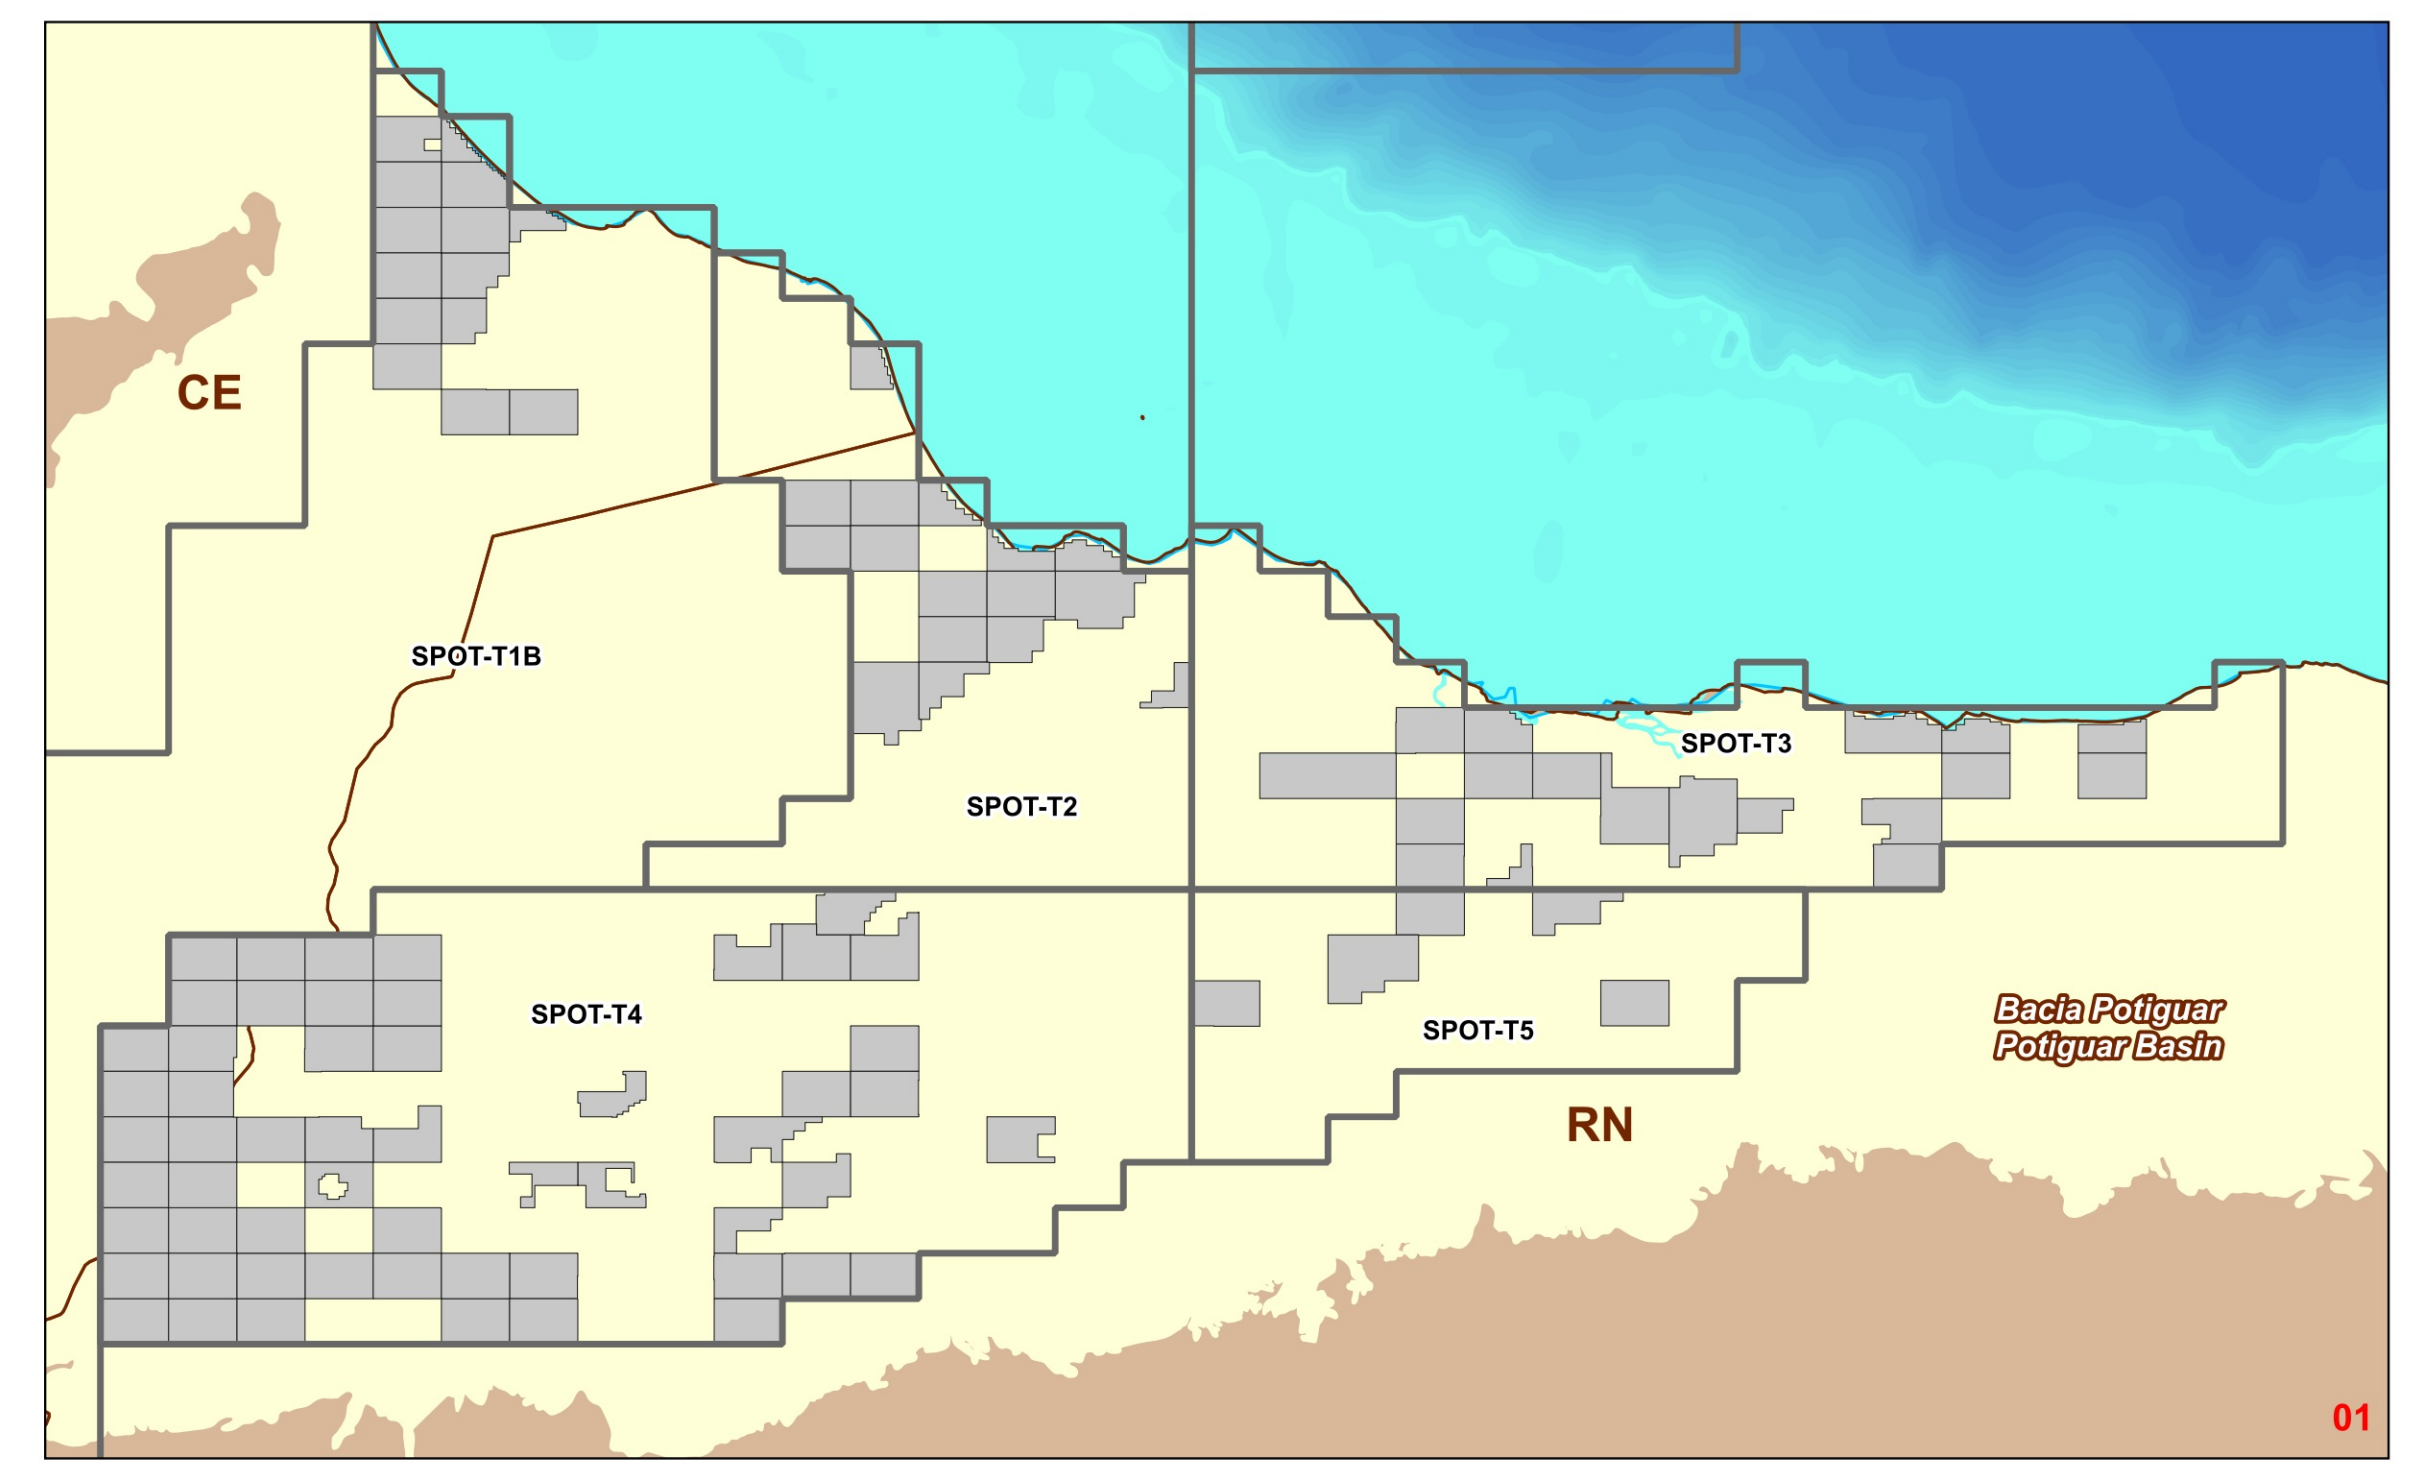 CE
SPOT-T1B
SPOT-T3
SPOT-T2
SPOT-T4
SPOT-T5
Bacia Potiguar
Potiguar Basin
RN
01